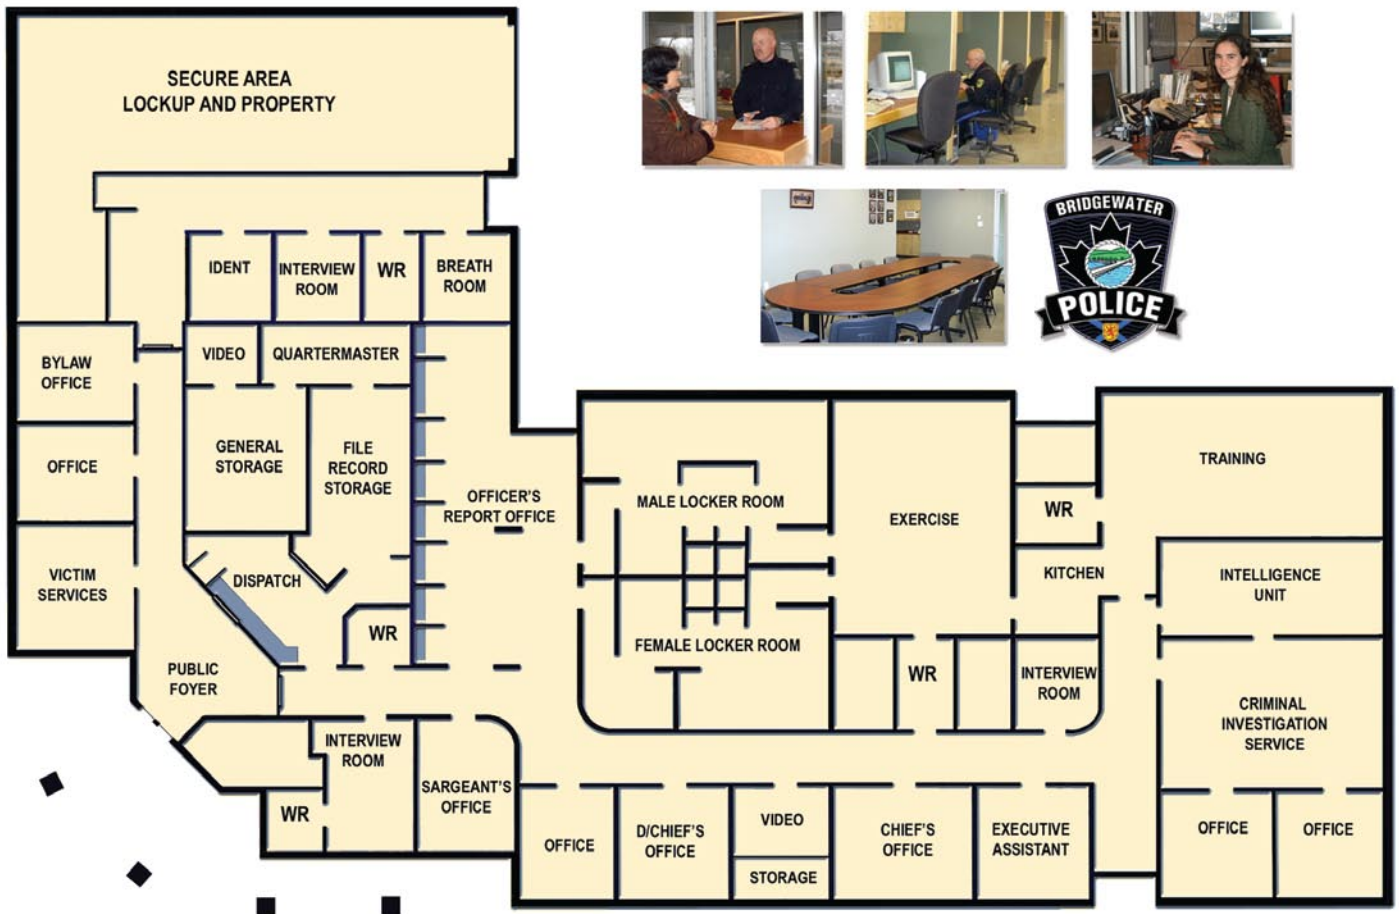 SECURE AREA
LOCKUP AND PROPERTY
BRIDGEWATER
POLICE
IDENT
INTERVIEW
ROOM
WR
BREATH
ROOM
BYLAW
OFFICE
VIDEO
QUARTERMASTER
OFFICE
GENERAL
STORAGE
FILE
RECORD
STORAGE
OFFICER'S
REPORT OFFICE
MALE LOCKER ROOM
EXERCISE
WR
TRAINING
VICTIM
SERVICES
DISPATCH
KITCHEN
INTELLIGENCE
UNIT
WR
FEMALE LOCKER ROOM
PUBLIC
FOYER
WR
INTERVIEW
ROOM
CRIMINAL
INVESTIGATION
SERVICE
INTERVIEW
ROOM
SARGEANT'S
OFFICE
WR
OFFICE
D/CHIEF'S
OFFICE
VIDEO
STORAGE
CHIEF'S
OFFICE
EXECUTIVE
ASSISTANT
OFFICE
OFFICE